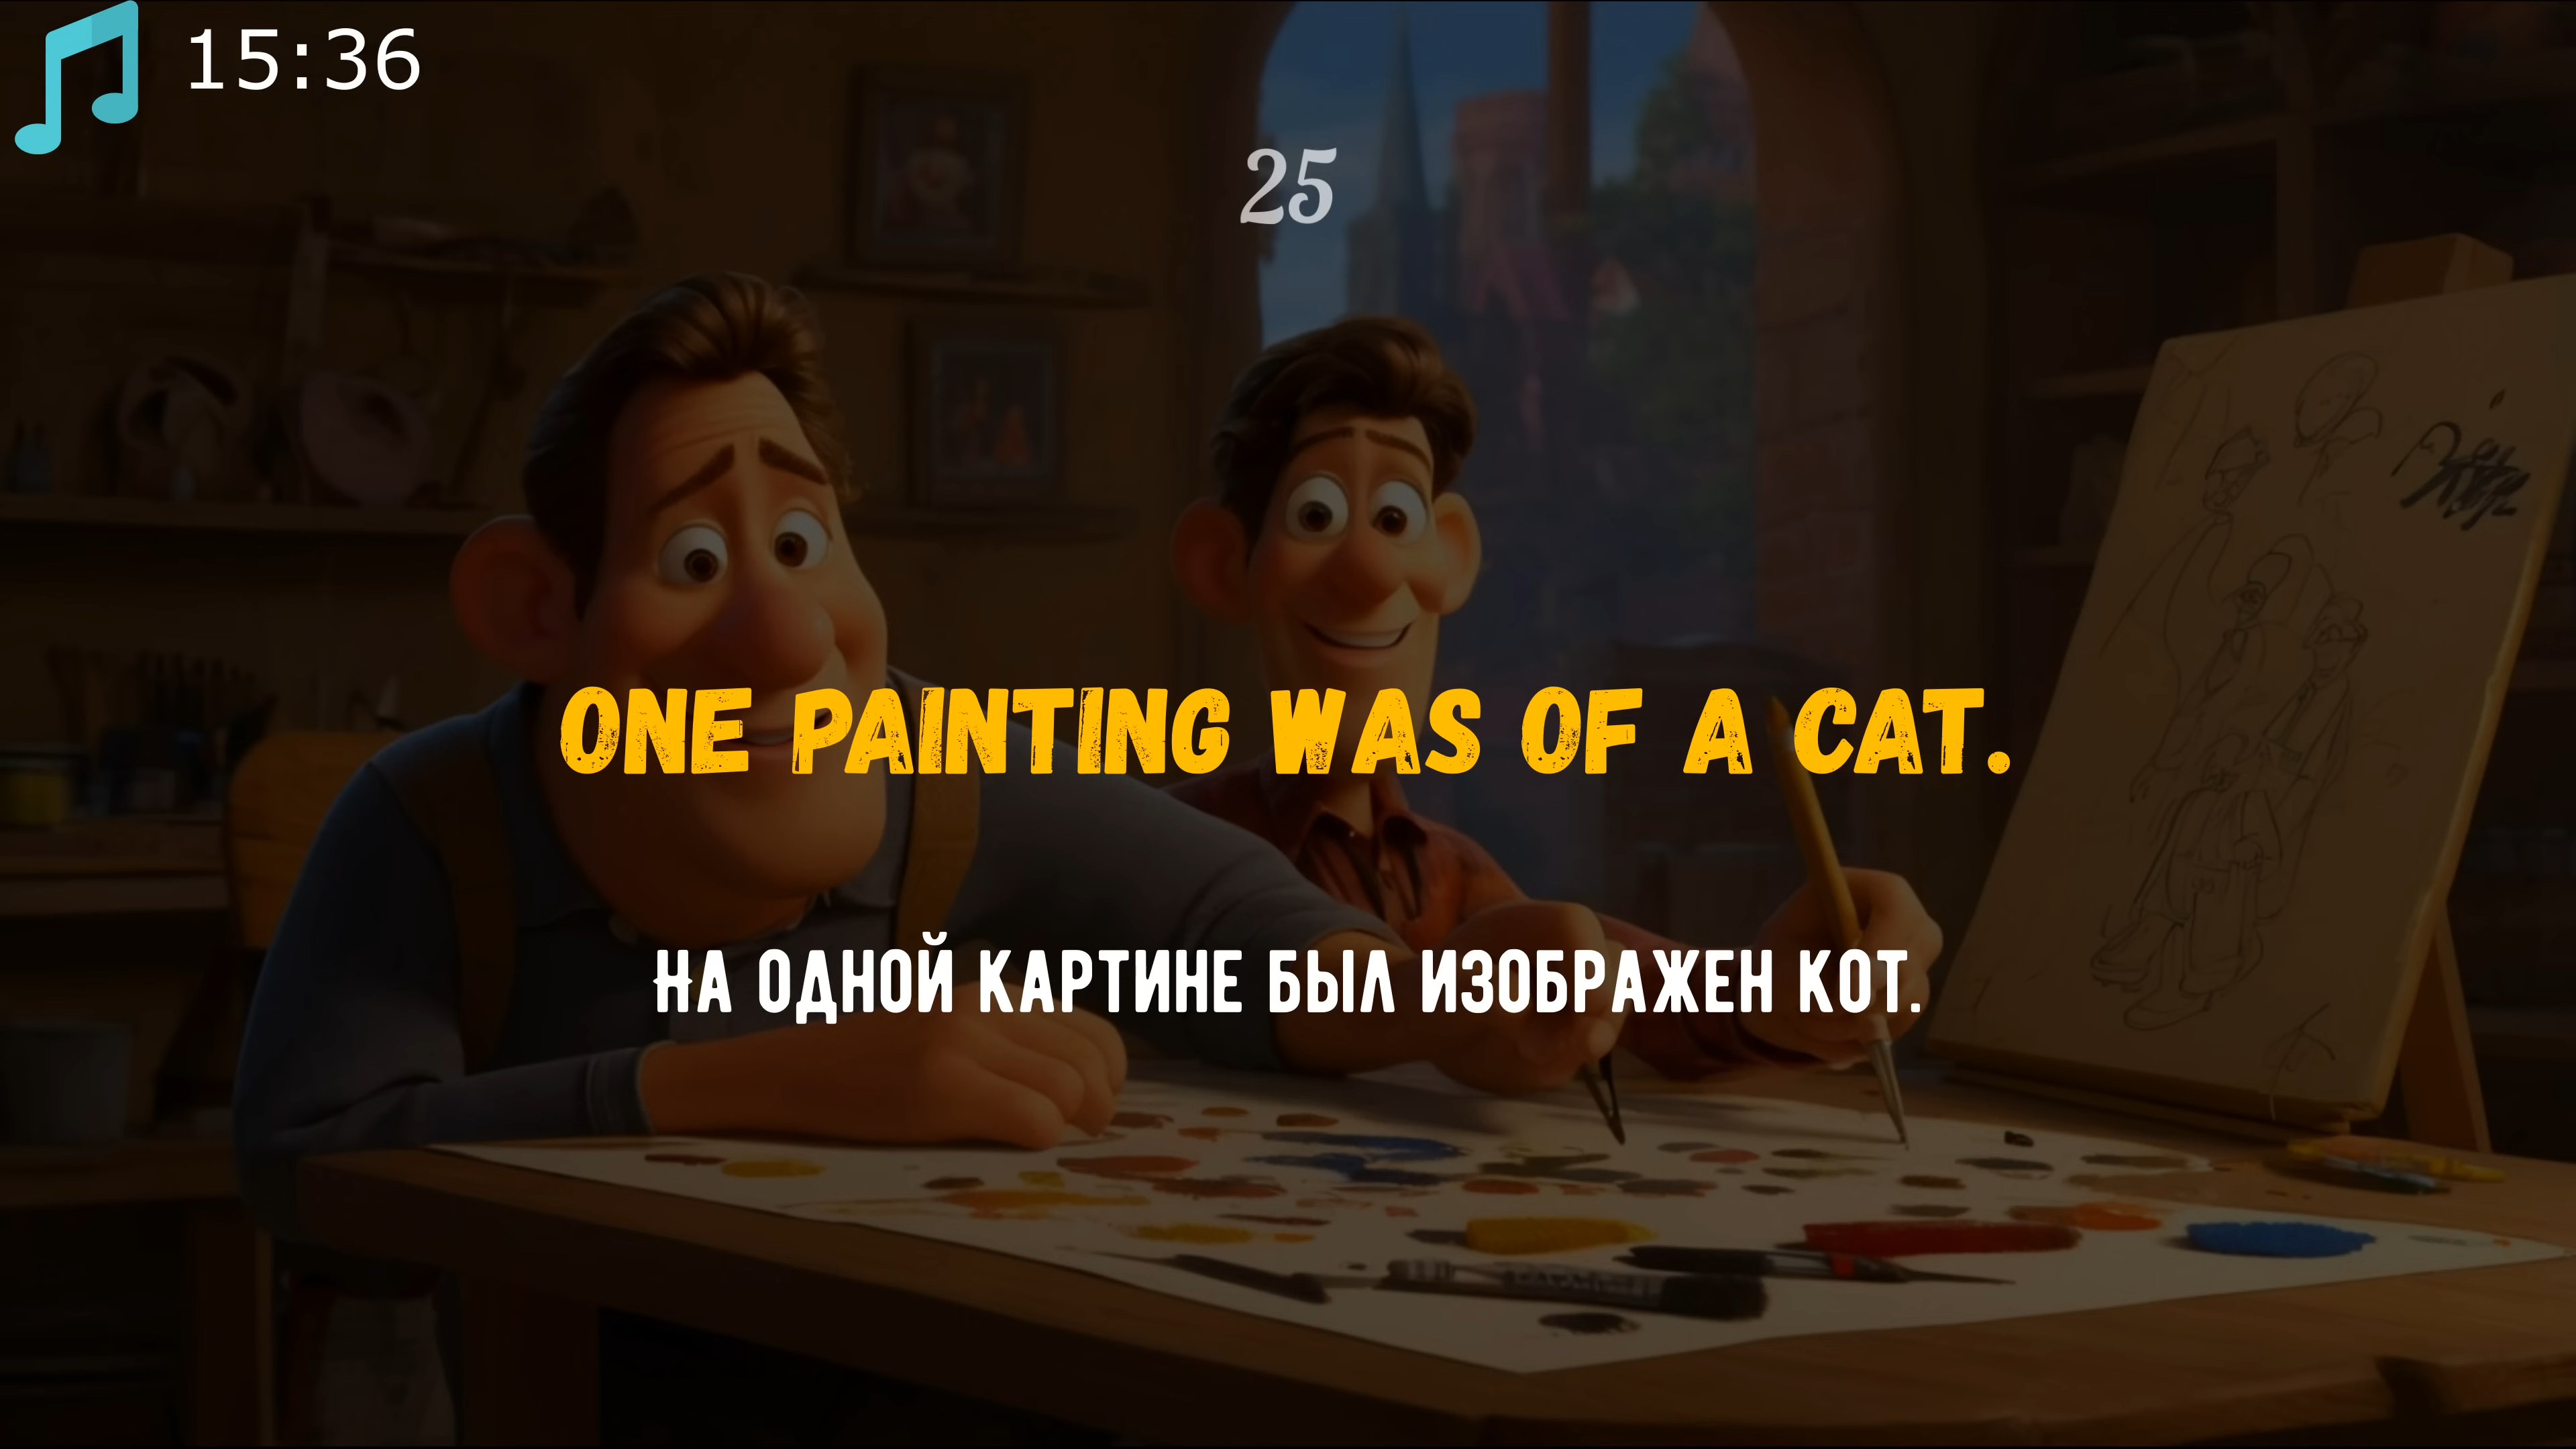 15:36
25
ONE PAINTING WAS OF A CAT.
НА ОДНОЙ КАРТИНЕ БЫЛ ИЗОБРАЖЕН КОТ.